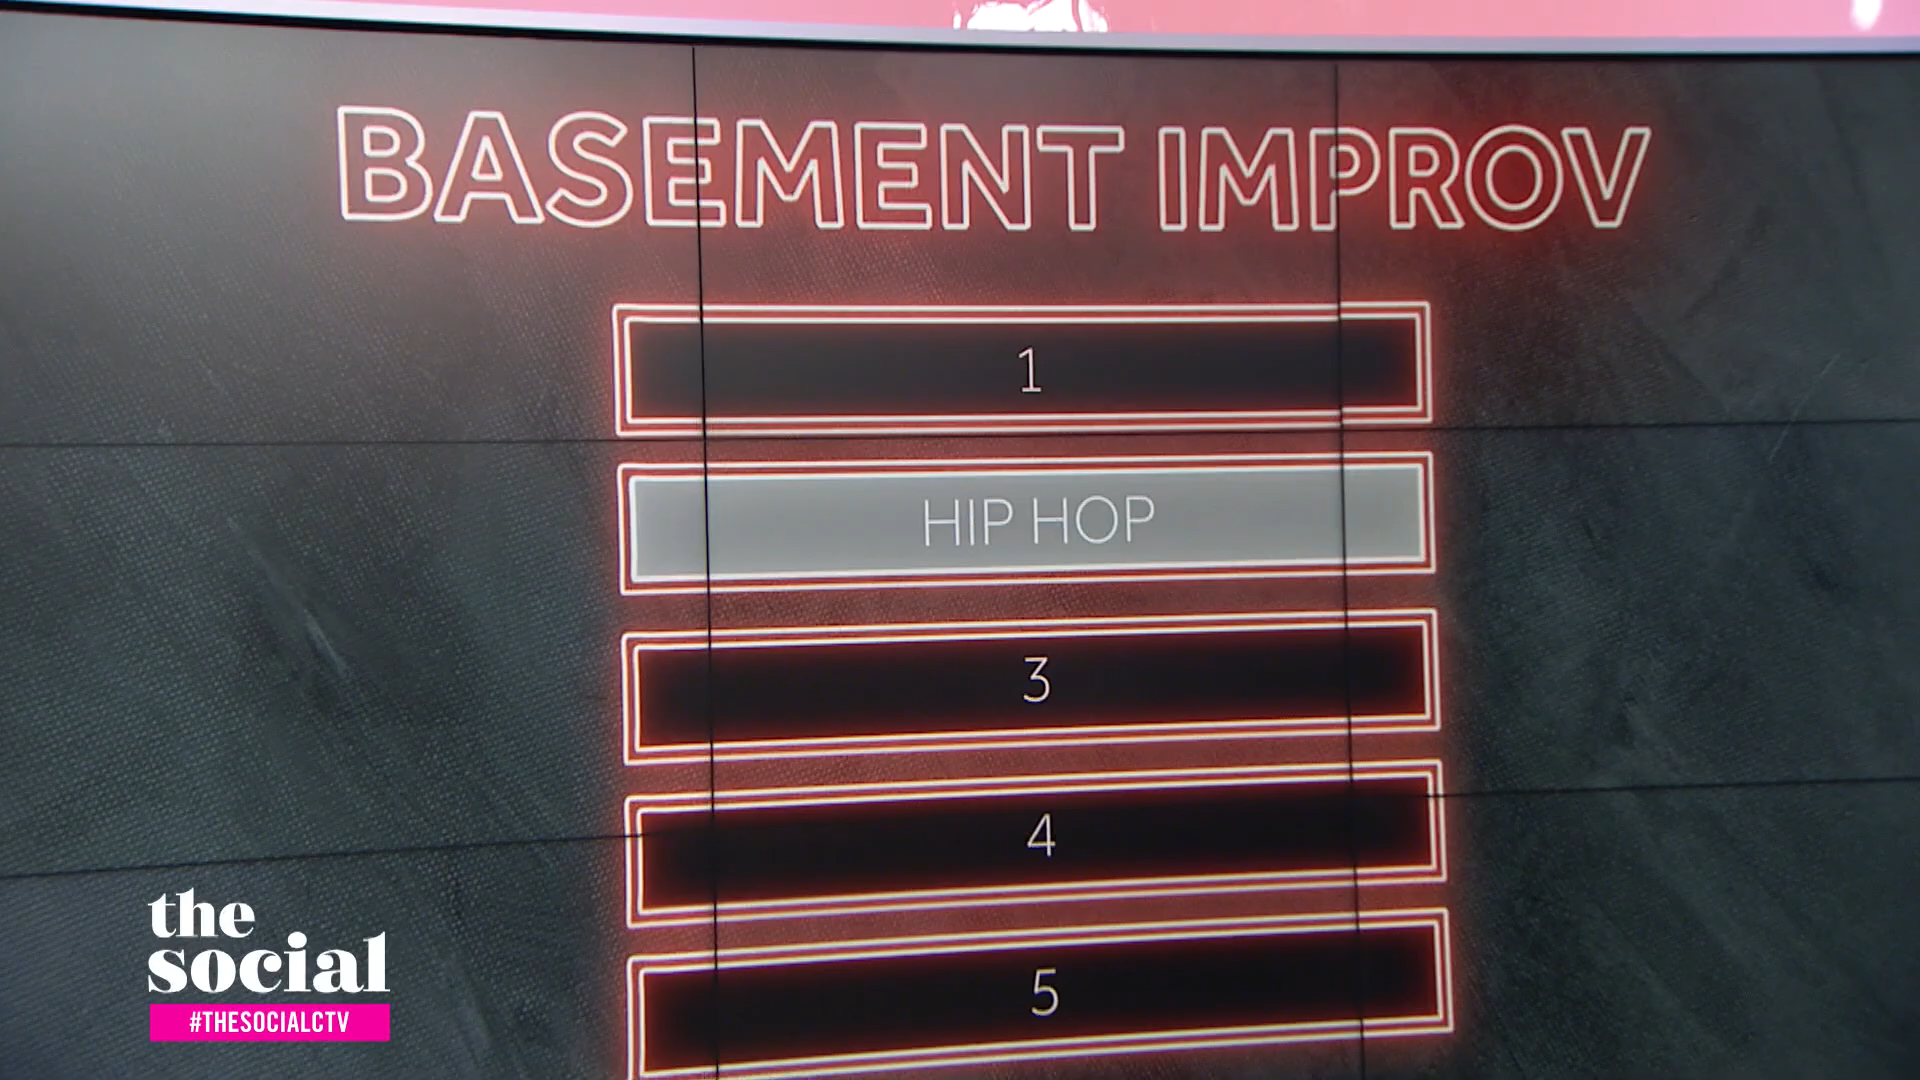 BASEMENT IMPROV
1
HIP HOP
3
4
5
the
social
#THESOCIALCTV